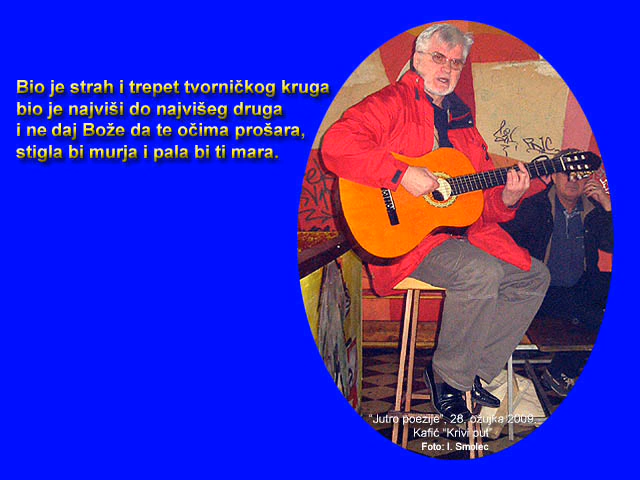 Bio je strah i trepet tvorničkog kruga
bio je najviši do najvišeg druga
i ne daj Bože da te očima prošara,
stigla bi murja i pala bi ti mara.
"Jutro poezije", 28. ožujka 2009.
Kafić "Krivi put"
Foto: I. Smolec